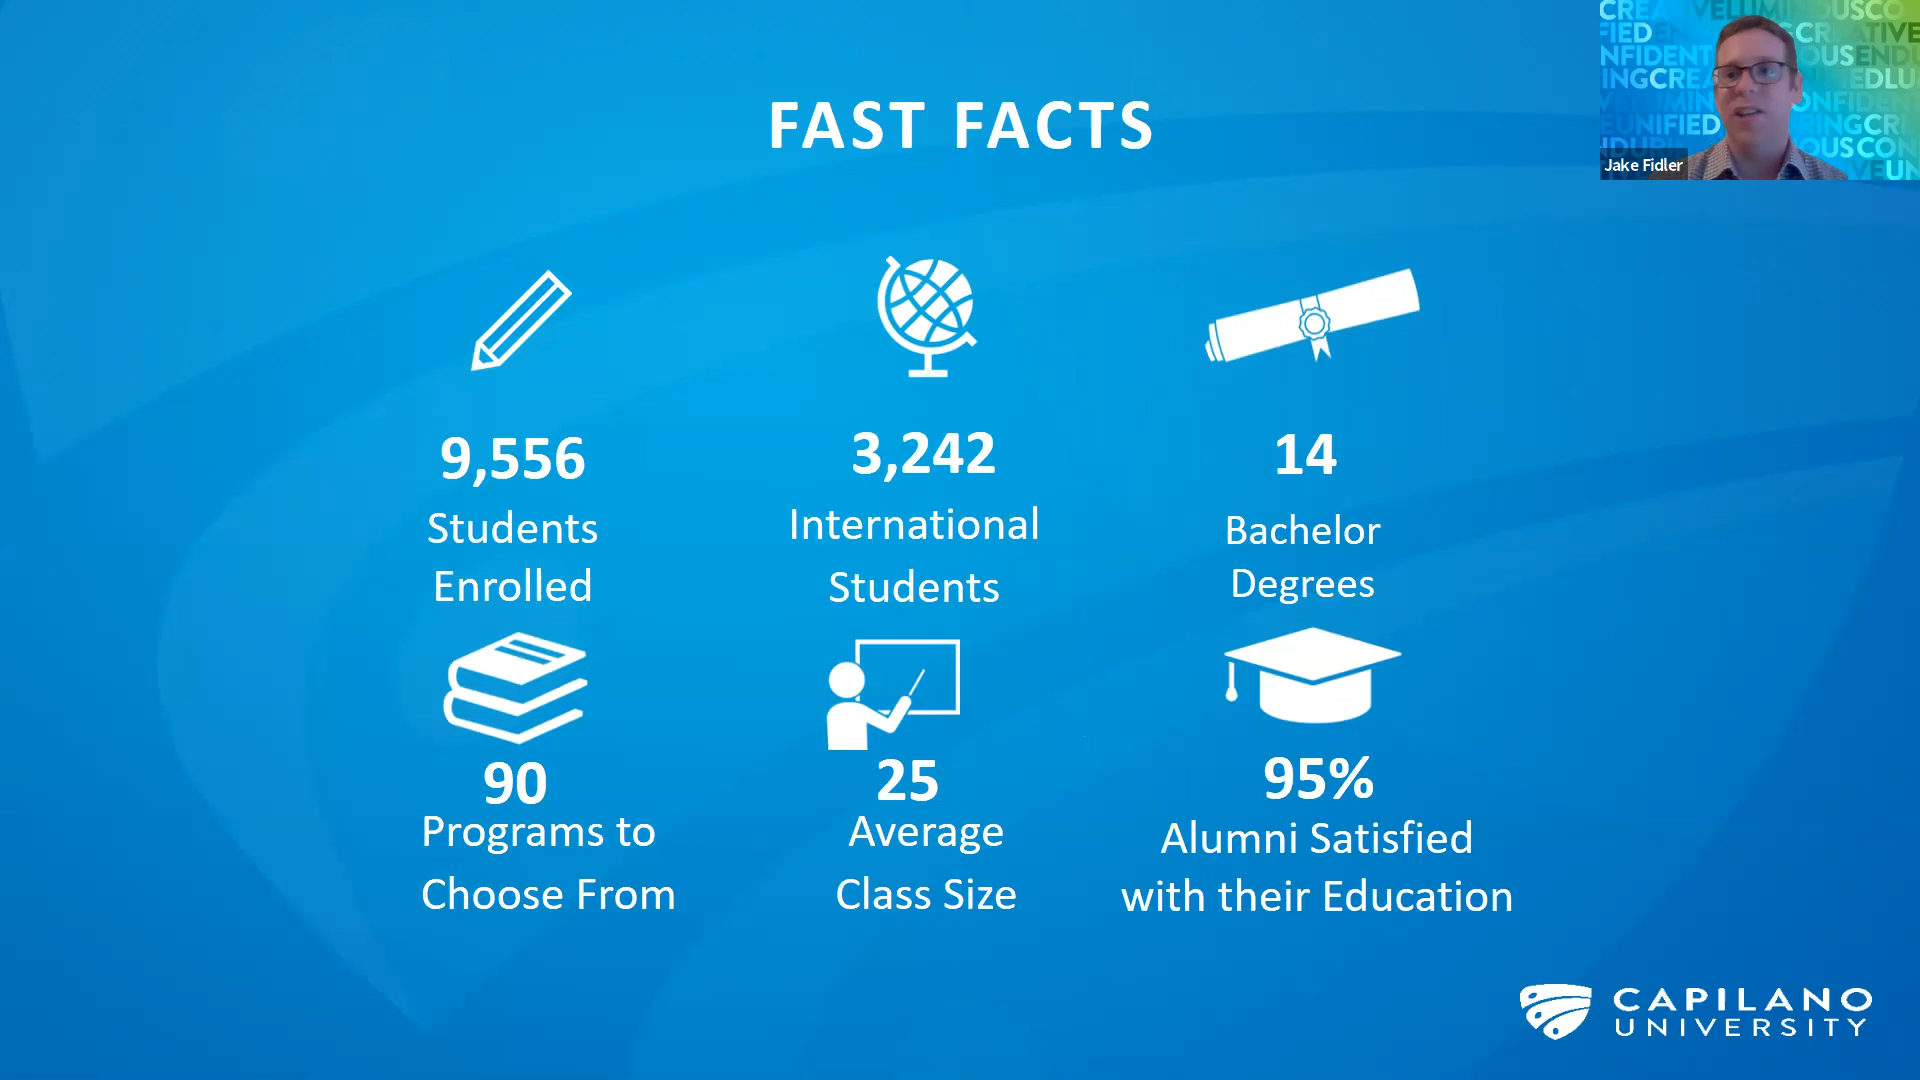 FAST FACTS
Jake Fidler
9,556
Students
Enrolled
3,242
International
Students
14
Bachelor
Degrees
90
Programs to
Choose From
25
Average
Class Size
95%
Alumni Satisfied
with their Education
CAPILANO
UNIVERSITY